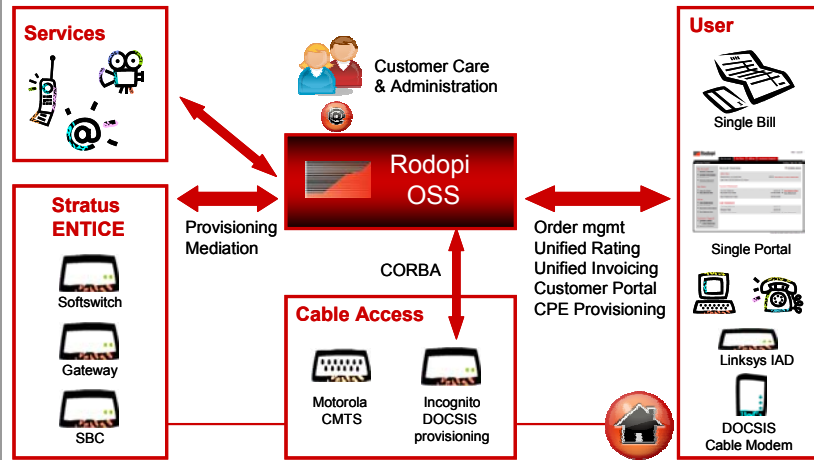 Services
@
Customer Care
& Administration
@
Rodopi
OSS
Stratus
ENTICE
Softswitch
Gateway
SBC
Provisioning
Mediation
CORBA
Cable Access
Motorola
CMTS
Incognito
DOCSIS
provisioning
Order mgmt
Unified Rating
Unified Invoicing
Customer Portal
CPE Provisioning
User
Single Bill
Rodopi
Single Portal
Linksys IAD
DOCSIS
Cable Modem